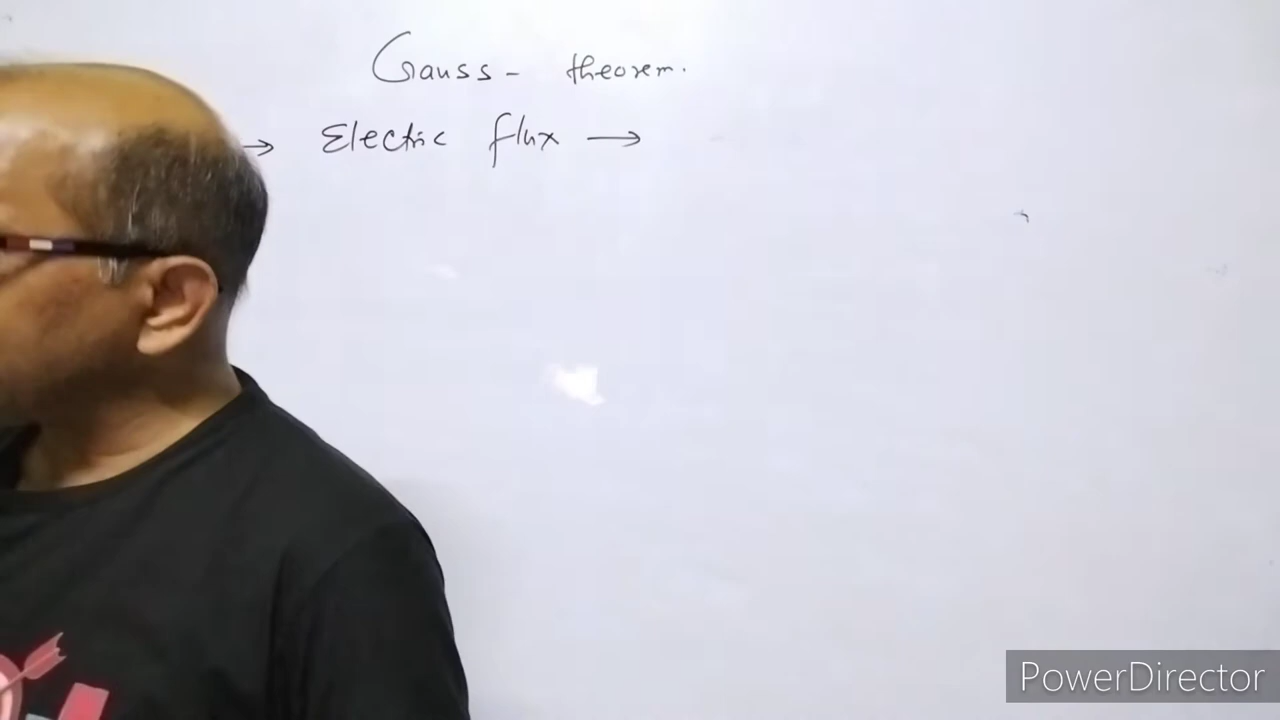 Gauss - theorem.
→ Electric flux →
PowerDirector